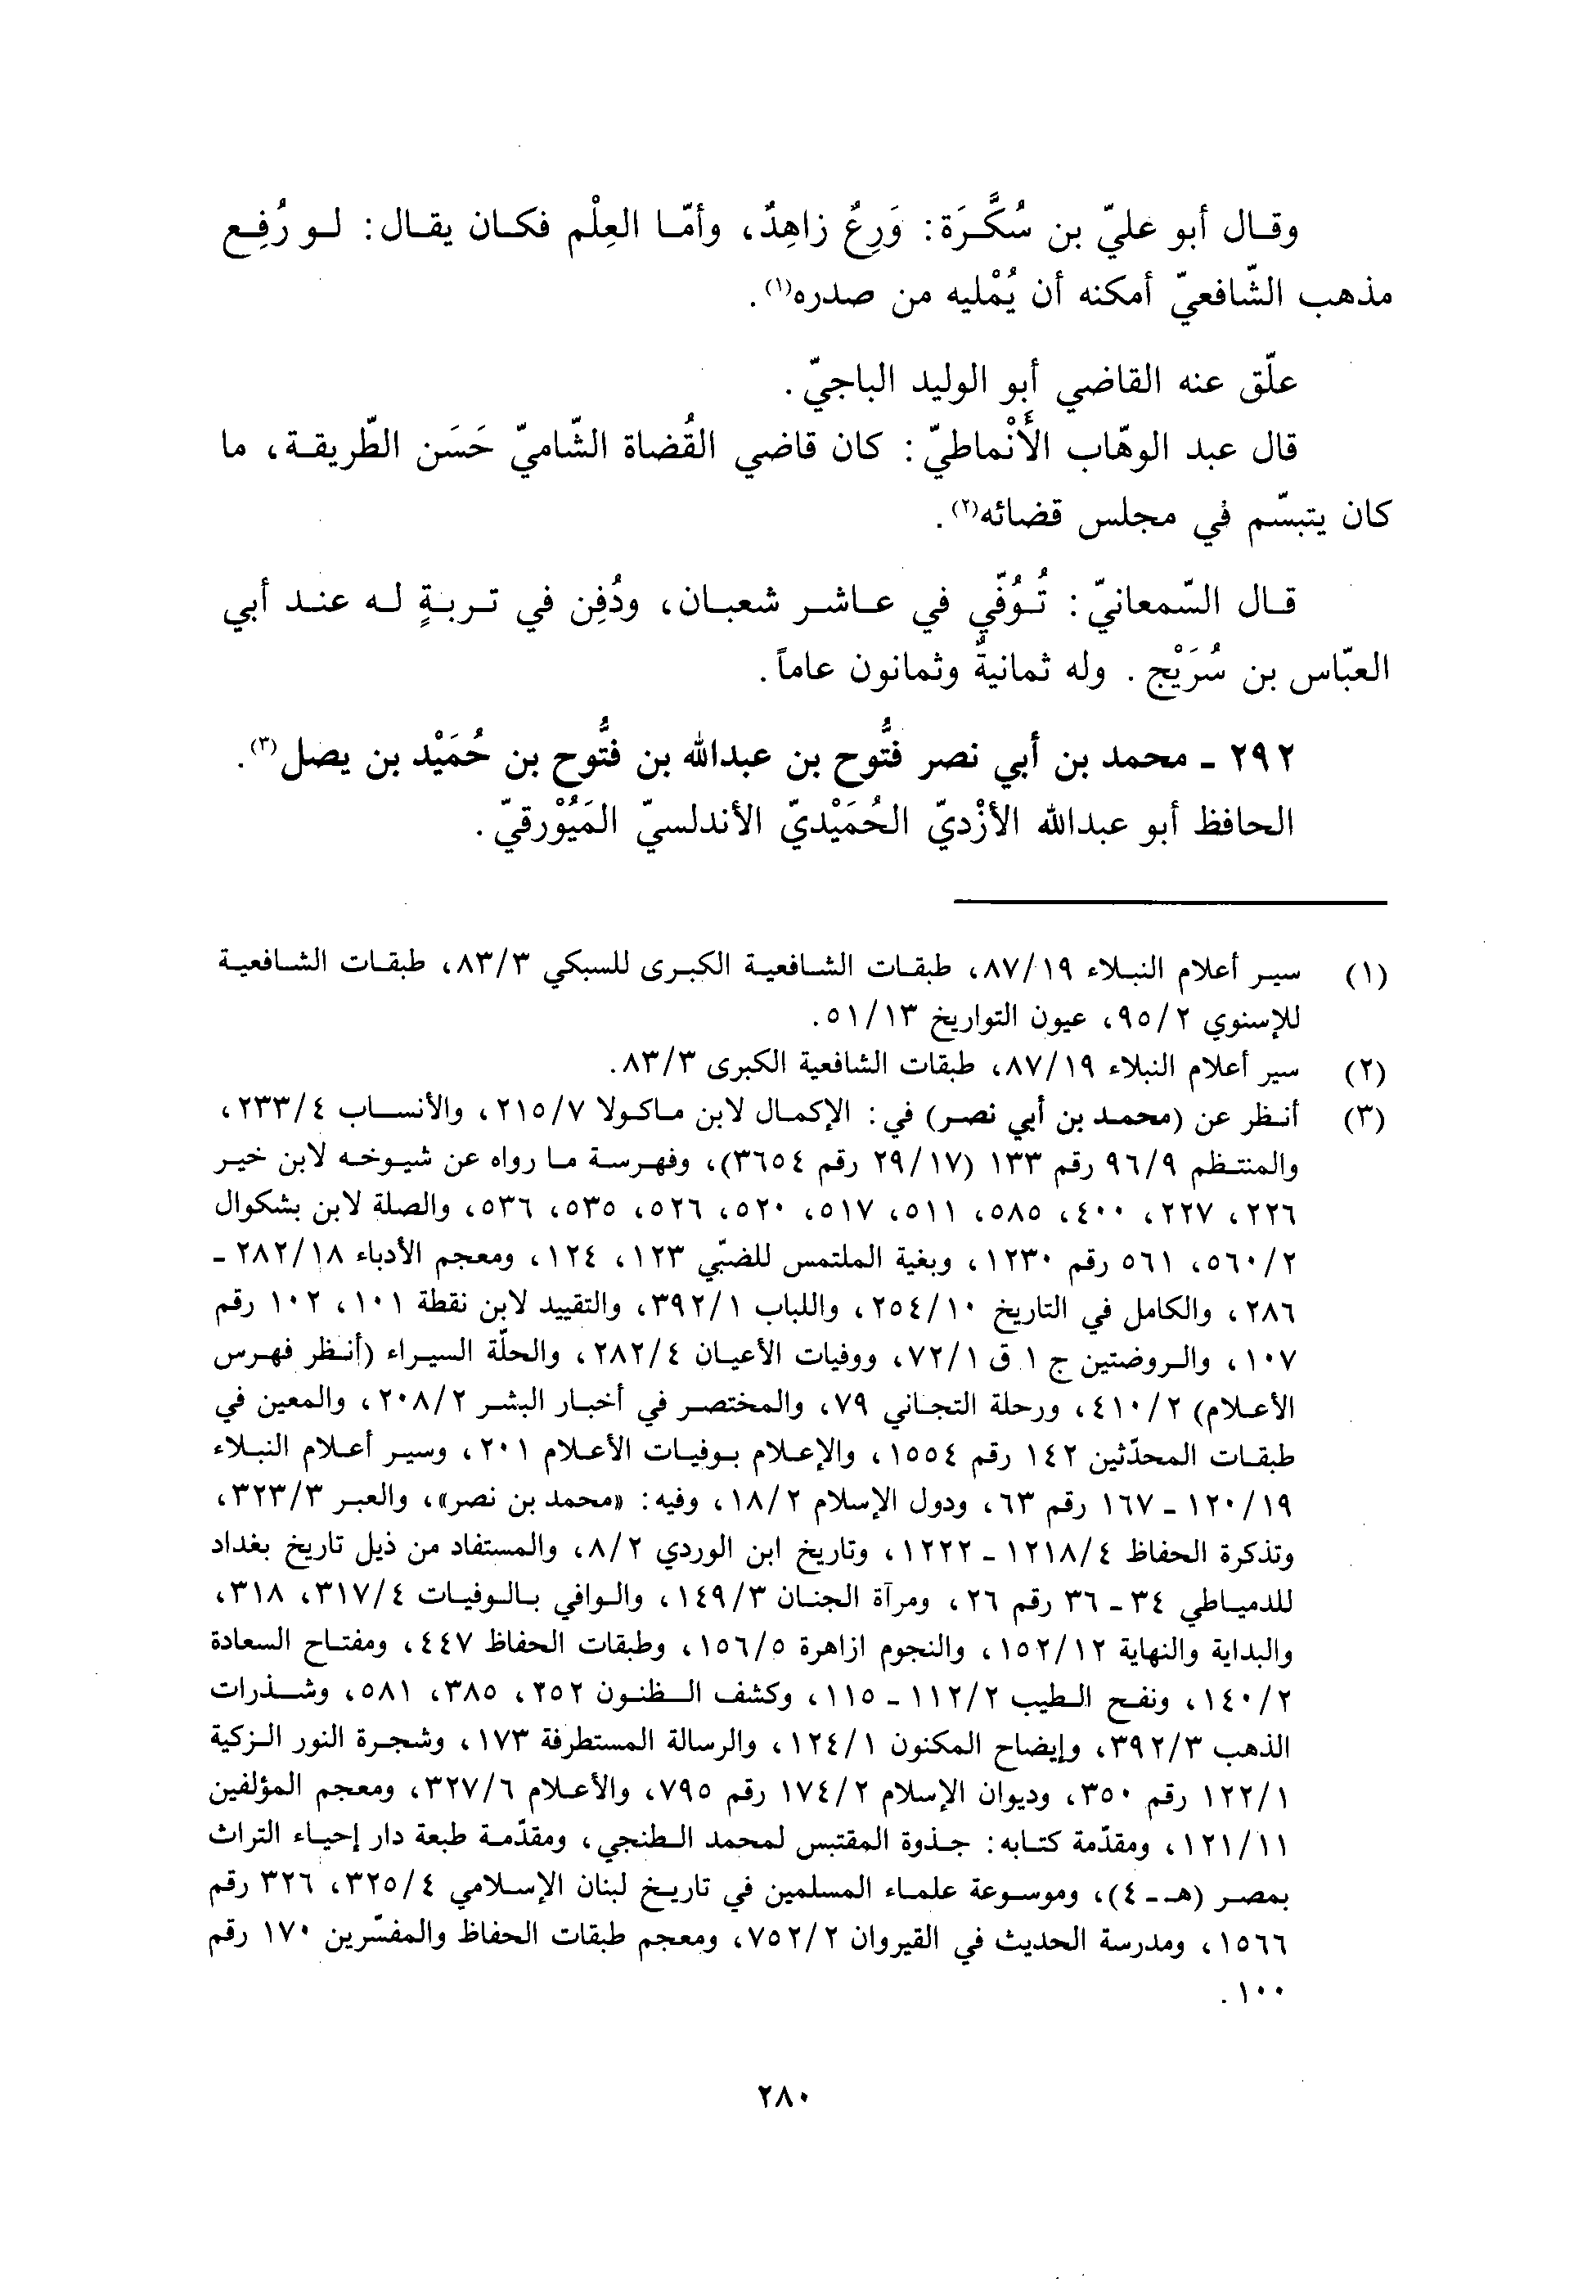 وقال أبو عليّ بن سُكَّرَة: وَرِعٌ زاهِدٌ، وأمّا العِلْم فكان يقال: لو رُفِع
مذهب الشّافعيّ أمكنه أن يُمْليه من صدره(١).
علّق عنه القاضي أبو الوليد الباجيّ.
قال عبد الوهّاب الأَنْماطيّ: كان قاضي القُضاة الشّاميّ حَسَن الطّريقة، ما
كان يتبسّم في مجلس قضائه(٢).
قال السّمعانيّ: تُوُفّي في عاشر شعبان، ودُفِن في تربةٍ له عند أبي
العبّاس بن سُرَيْج. وله ثمانيةٌ وثمانون عاماً.
٢٩٢ ـ محمد بن أبي نصر فتُّوح بن عبدالله بن فتُّوح بن حُمَيْد بن يصل(٣).
الحافظ أبو عبدالله الأزْديّ الحُمَيْديّ الأندلسيّ المَيُوْرقيّ.
(١) سير أعلام النبلاء ٨٧/١٩، طبقات الشافعية الكبرى للسبكي ٨٣/٣، طبقات الشافعية
للإسنوي ٩٥/٢، عيون التواريخ ٥١/١٣.
(٢) سير أعلام النبلاء ٨٧/١٩، طبقات الشافعية الكبرى ٨٣/٣.
(٣) أنظر عن (محمد بن أبي نصر) في: الإكمال لابن ماكولا ٢١٥/٧، والأنساب ٢٣٣/٤،
والمنتظم ٩٦/٩ رقم ١٣٣ (٢٩/١٧ رقم ٣٦٥٤)، وفهرسة ما رواه عن شيوخه لابن خير
٢٢٦، ٢٢٧، ٤٠٠، ٥٨٥، ٥١١، ٥١٧، ٥٢٠، ٥٢٦، ٥٣٥، ٥٣٦، والصلة لابن بشكوال
٥٦٠/٢، ٥٦١ رقم ١٢٣٠، وبغية الملتمس للضبّي ١٢٣، ١٢٤، ومعجم الأدباء ٢٨٢/١٨ ـ
٢٨٦، والكامل في التاريخ ٢٥٤/١٠، واللباب ٣٩٢/١، والتقييد لابن نقطة ١٠١، ١٠٢ رقم
١٠٧، والروضتين ج ١ ق ٧٢/١، ووفيات الأعيان ٢٨٢/٤، والحلّة السيراء (أنظر فهرس
الأعلام) ٤١٠/٢، ورحلة التجاني ٧٩، والمختصر في أخبار البشر ٢٠٨/٢، والمعين في
طبقات المحدّثين ١٤٢ رقم ١٥٥٤، والإعلام بوفيات الأعلام ٢٠١، وسير أعلام النبلاء
١٢٠/١٩ ـ ١٦٧ رقم ٦٣، ودول الإسلام ١٨/٢، وفيه: «محمد بن نصر»، والعبر ٣٢٣/٣،
وتذكرة الحفاظ ١٢١٨/٤ ـ ١٢٢٢، وتاريخ ابن الوردي ٨/٢، والمستفاد من ذيل تاريخ بغداد
للدمياطي ٣٤ ـ ٣٦ رقم ٢٦، ومرآة الجنان ١٤٩/٣، والوافي بالوفيات ٣١٧/٤، ٣١٨،
والبداية والنهاية ١٥٢/١٢، والنجوم ازاهرة ١٥٦/٥، وطبقات الحفاظ ٤٤٧، ومفتاح السعادة
١٤٠/٢، ونفح الطيب ١١٢/٢ ـ ١١٥، وكشف الظنون ٢٥٢، ٣٨٥، ٥٨١، وشذرات
الذهب ٣٩٢/٣، وإيضاح المكنون ١٢٤/١، والرسالة المستطرفة ١٧٣، وشجرة النور الزكية
١٢٢/١ رقم ٣٥٠، وديوان الإسلام ١٧٤/٢ رقم ٧٩٥، والأعلام ٣٢٧/٦، ومعجم المؤلفين
١٢١/١١، ومقدّمة كتابه: جذوة المقتبس لمحمد الطنجي، ومقدّمة طبعة دار إحياء التراث
بمصر (هـ ـ ٤)، وموسوعة علماء المسلمين في تاريخ لبنان الإسلامي ٣٢٥/٤، ٣٢٦ رقم
١٥٦٦، ومدرسة الحديث في القيروان ٧٥٢/٢، ومعجم طبقات الحفاظ والمفسّرين ١٧٠ رقم
١٠٠.
٢٨٠